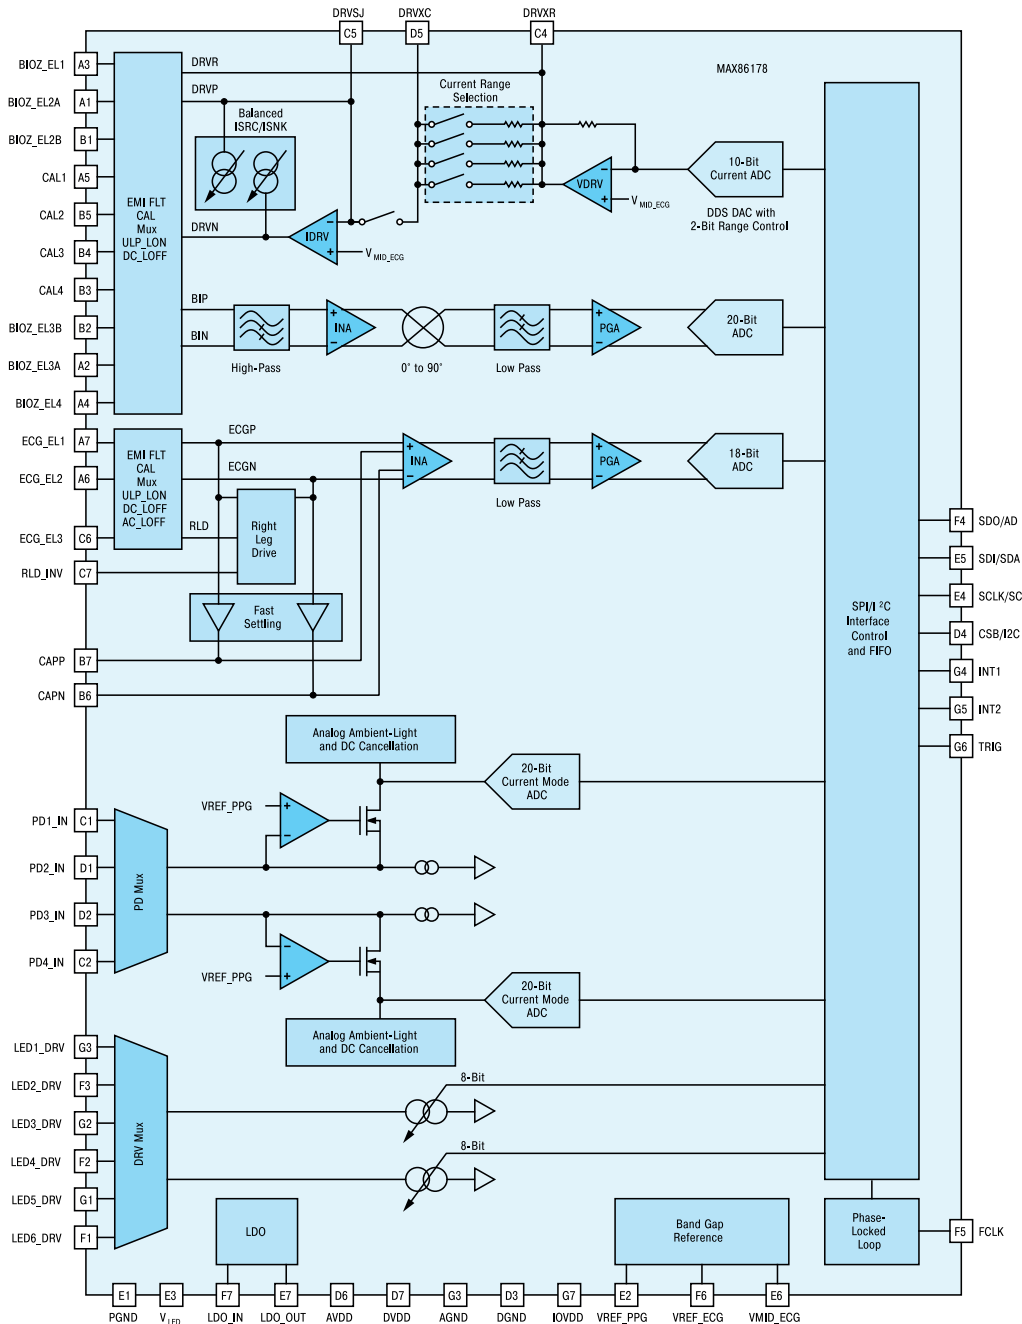 DRVSJ
DRVXC
DRVXR
C5
D5
C4
MAX86178
BIOZ_EL1
A3
BIOZ_EL2A
A1
BIOZ_EL2B
B1
CAL1
A5
CAL2
B5
CAL3
B4
CAL4
B3
BIOZ_EL3B
B2
BIOZ_EL3A
A2
BIOZ_EL4
A4
EMI FLT
CAL
Mux
ULP_LON
DC_LOFF
DRVR
DRVP
Balanced
ISRC/ISNK
DRVN
IDRV
−
+
VMID_ECG
Current Range
Selection
VDRV
−
+
VMID_ECG
10-Bit
Current ADC
DDS DAC with
2-Bit Range Control
BIP
BIN
High-Pass
+
INA
−
0° to 90°
Low Pass
+
PGA
−
20-Bit
ADC
ECG_EL1
A7
ECG_EL2
A6
ECG_EL3
C6
RLD_INV
C7
EMI FLT
CAL
Mux
ULP_LON
DC_LOFF
AC_LOFF
ECGP
ECGN
RLD
Right
Leg
Drive
Fast
Settling
+
INA
−
Low Pass
+
PGA
−
18-Bit
ADC
CAPP
B7
CAPN
B6
SPI/I ²C
Interface
Control
and FIFO
F4
SDO/AD
E5
SDI/SDA
E4
SCLK/SC
D4
CSB/I2C
G4
INT1
G5
INT2
G6
TRIG
Analog Ambient-Light
and DC Cancellation
20-Bit
Current Mode
ADC
VREF_PPG
+
−
PD1_IN
C1
PD2_IN
D1
PD3_IN
D2
PD4_IN
C2
PD Mux
−
+
VREF_PPG
20-Bit
Current Mode
ADC
Analog Ambient-Light
and DC Cancellation
LED1_DRV
G3
LED2_DRV
F3
LED3_DRV
G2
LED4_DRV
F2
LED5_DRV
G1
LED6_DRV
F1
DRV Mux
8-Bit
8-Bit
LDO
Band Gap
Reference
Phase-
Locked
Loop
F5
FCLK
E1
E3
F7
E7
D6
D7
G3
D3
G7
E2
F6
E6
PGND
VLED
LDO_IN
LDO_OUT
AVDD
DVDD
AGND
DGND
IOVDD
VREF_PPG
VREF_ECG
VMID_ECG